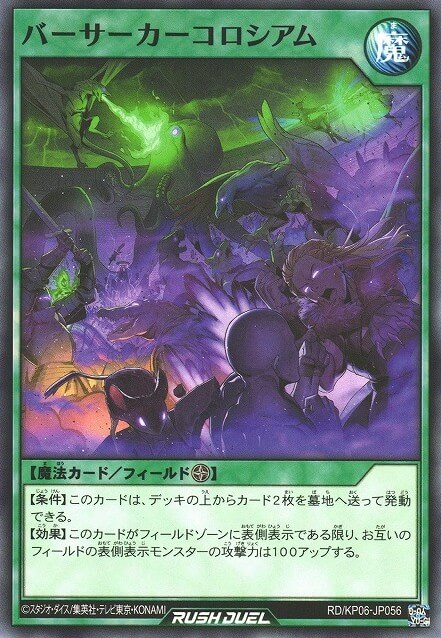 バーサーカーコロシアム
魔
【魔法カード/フィールド】
【条件】このカードは、デッキの上からカード2枚を墓地へ送って発動
できる。
【効果】このカードがフィールドゾーンに表側表示である限り、お互いの
フィールドの表側表示モンスターの攻撃力は100アップする。
©スタジオ・ダイス/集英社・テレビ東京・KONAMI
RUSH DUEL
RD/KP06-JP056